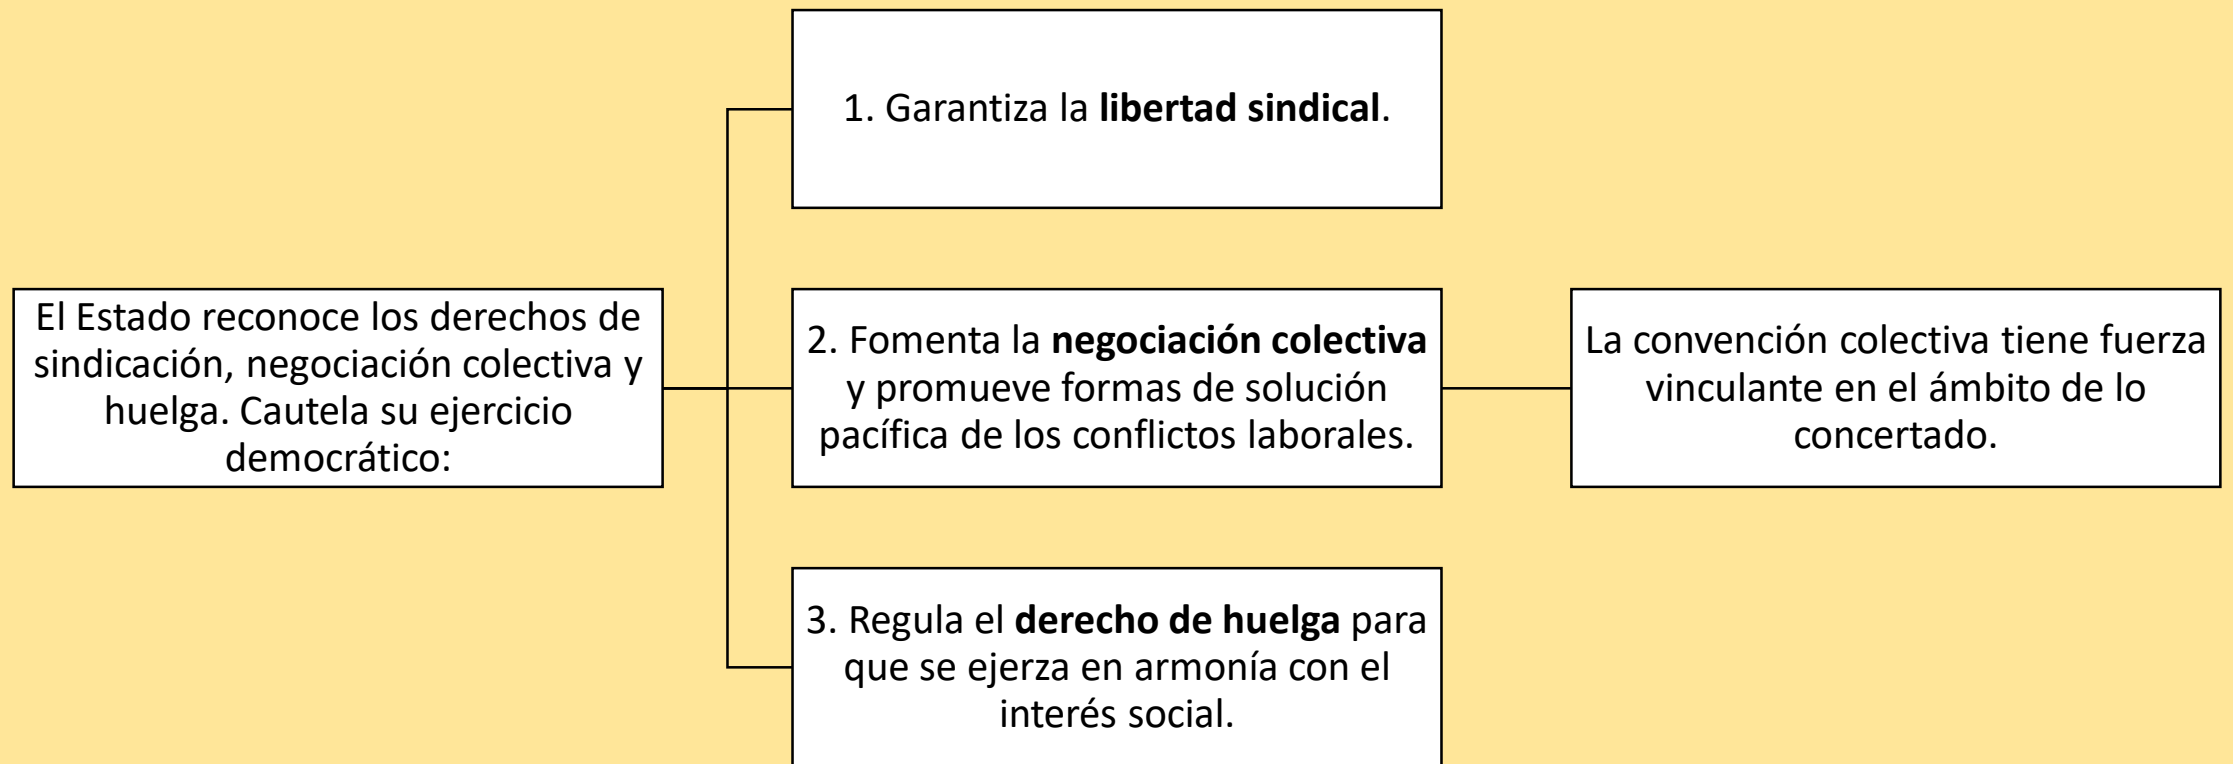 El Estado reconoce los derechos de
sindicación, negociación colectiva y
huelga. Cautela su ejercicio
democrático:
1. Garantiza la libertad sindical.
2. Fomenta la negociación colectiva
y promueve formas de solución
pacífica de los conflictos laborales.
La convención colectiva tiene fuerza
vinculante en el ámbito de lo
concertado.
3. Regula el derecho de huelga para
que se ejerza en armonía con el
interés social.